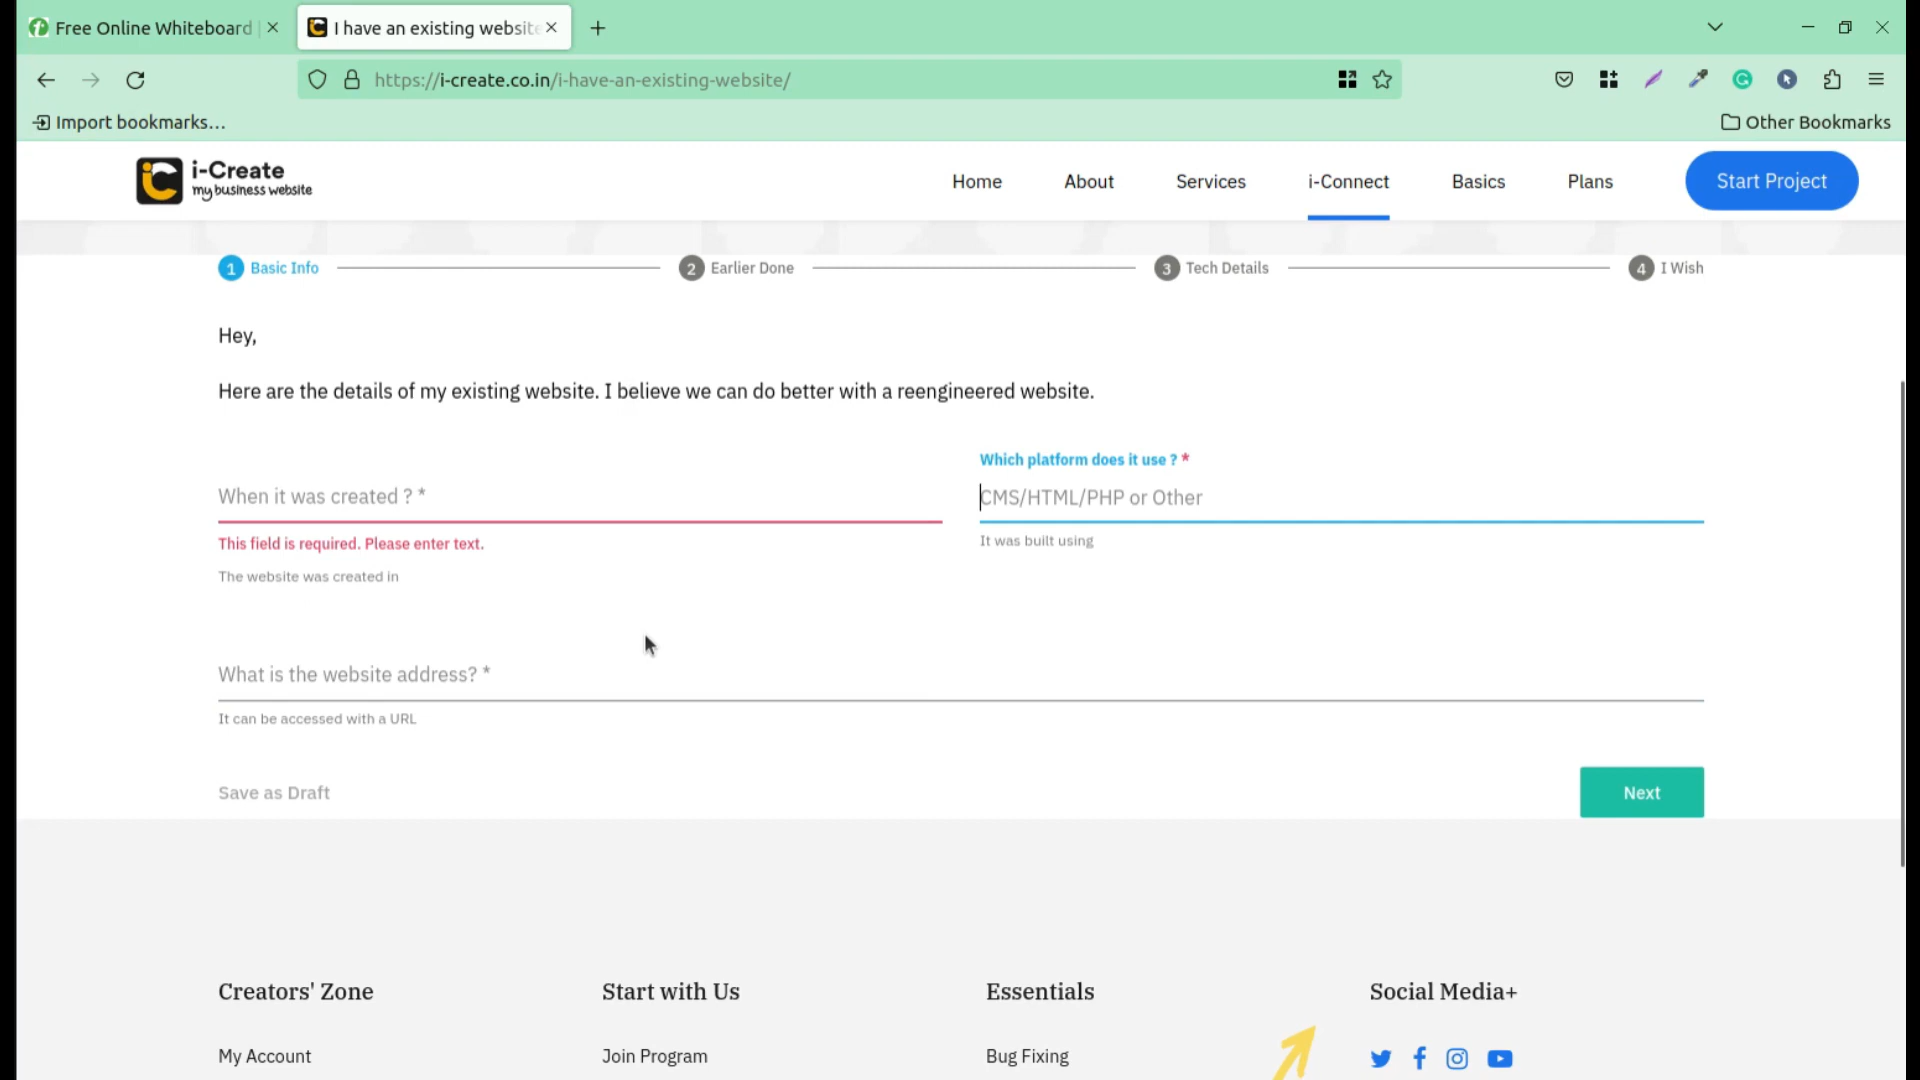 Free Online Whiteboard
I have an existing website
https://i-create.co.in/i-have-an-existing-website/
Import bookmarks...
Other Bookmarks
i-Create
my business website
Home
About
Services
i-Connect
Basics
Plans
Start Project
1 Basic Info
2 Earlier Done
3 Tech Details
4 I Wish
Hey,
Here are the details of my existing website. I believe we can do better with a reengineered website.
Which platform does it use ? *
When it was created ? *
CMS/HTML/PHP or Other
This field is required. Please enter text.
It was built using
The website was created in
What is the website address? *
It can be accessed with a URL
Save as Draft
Next
Creators' Zone
Start with Us
Essentials
Social Media+
My Account
Join Program
Bug Fixing